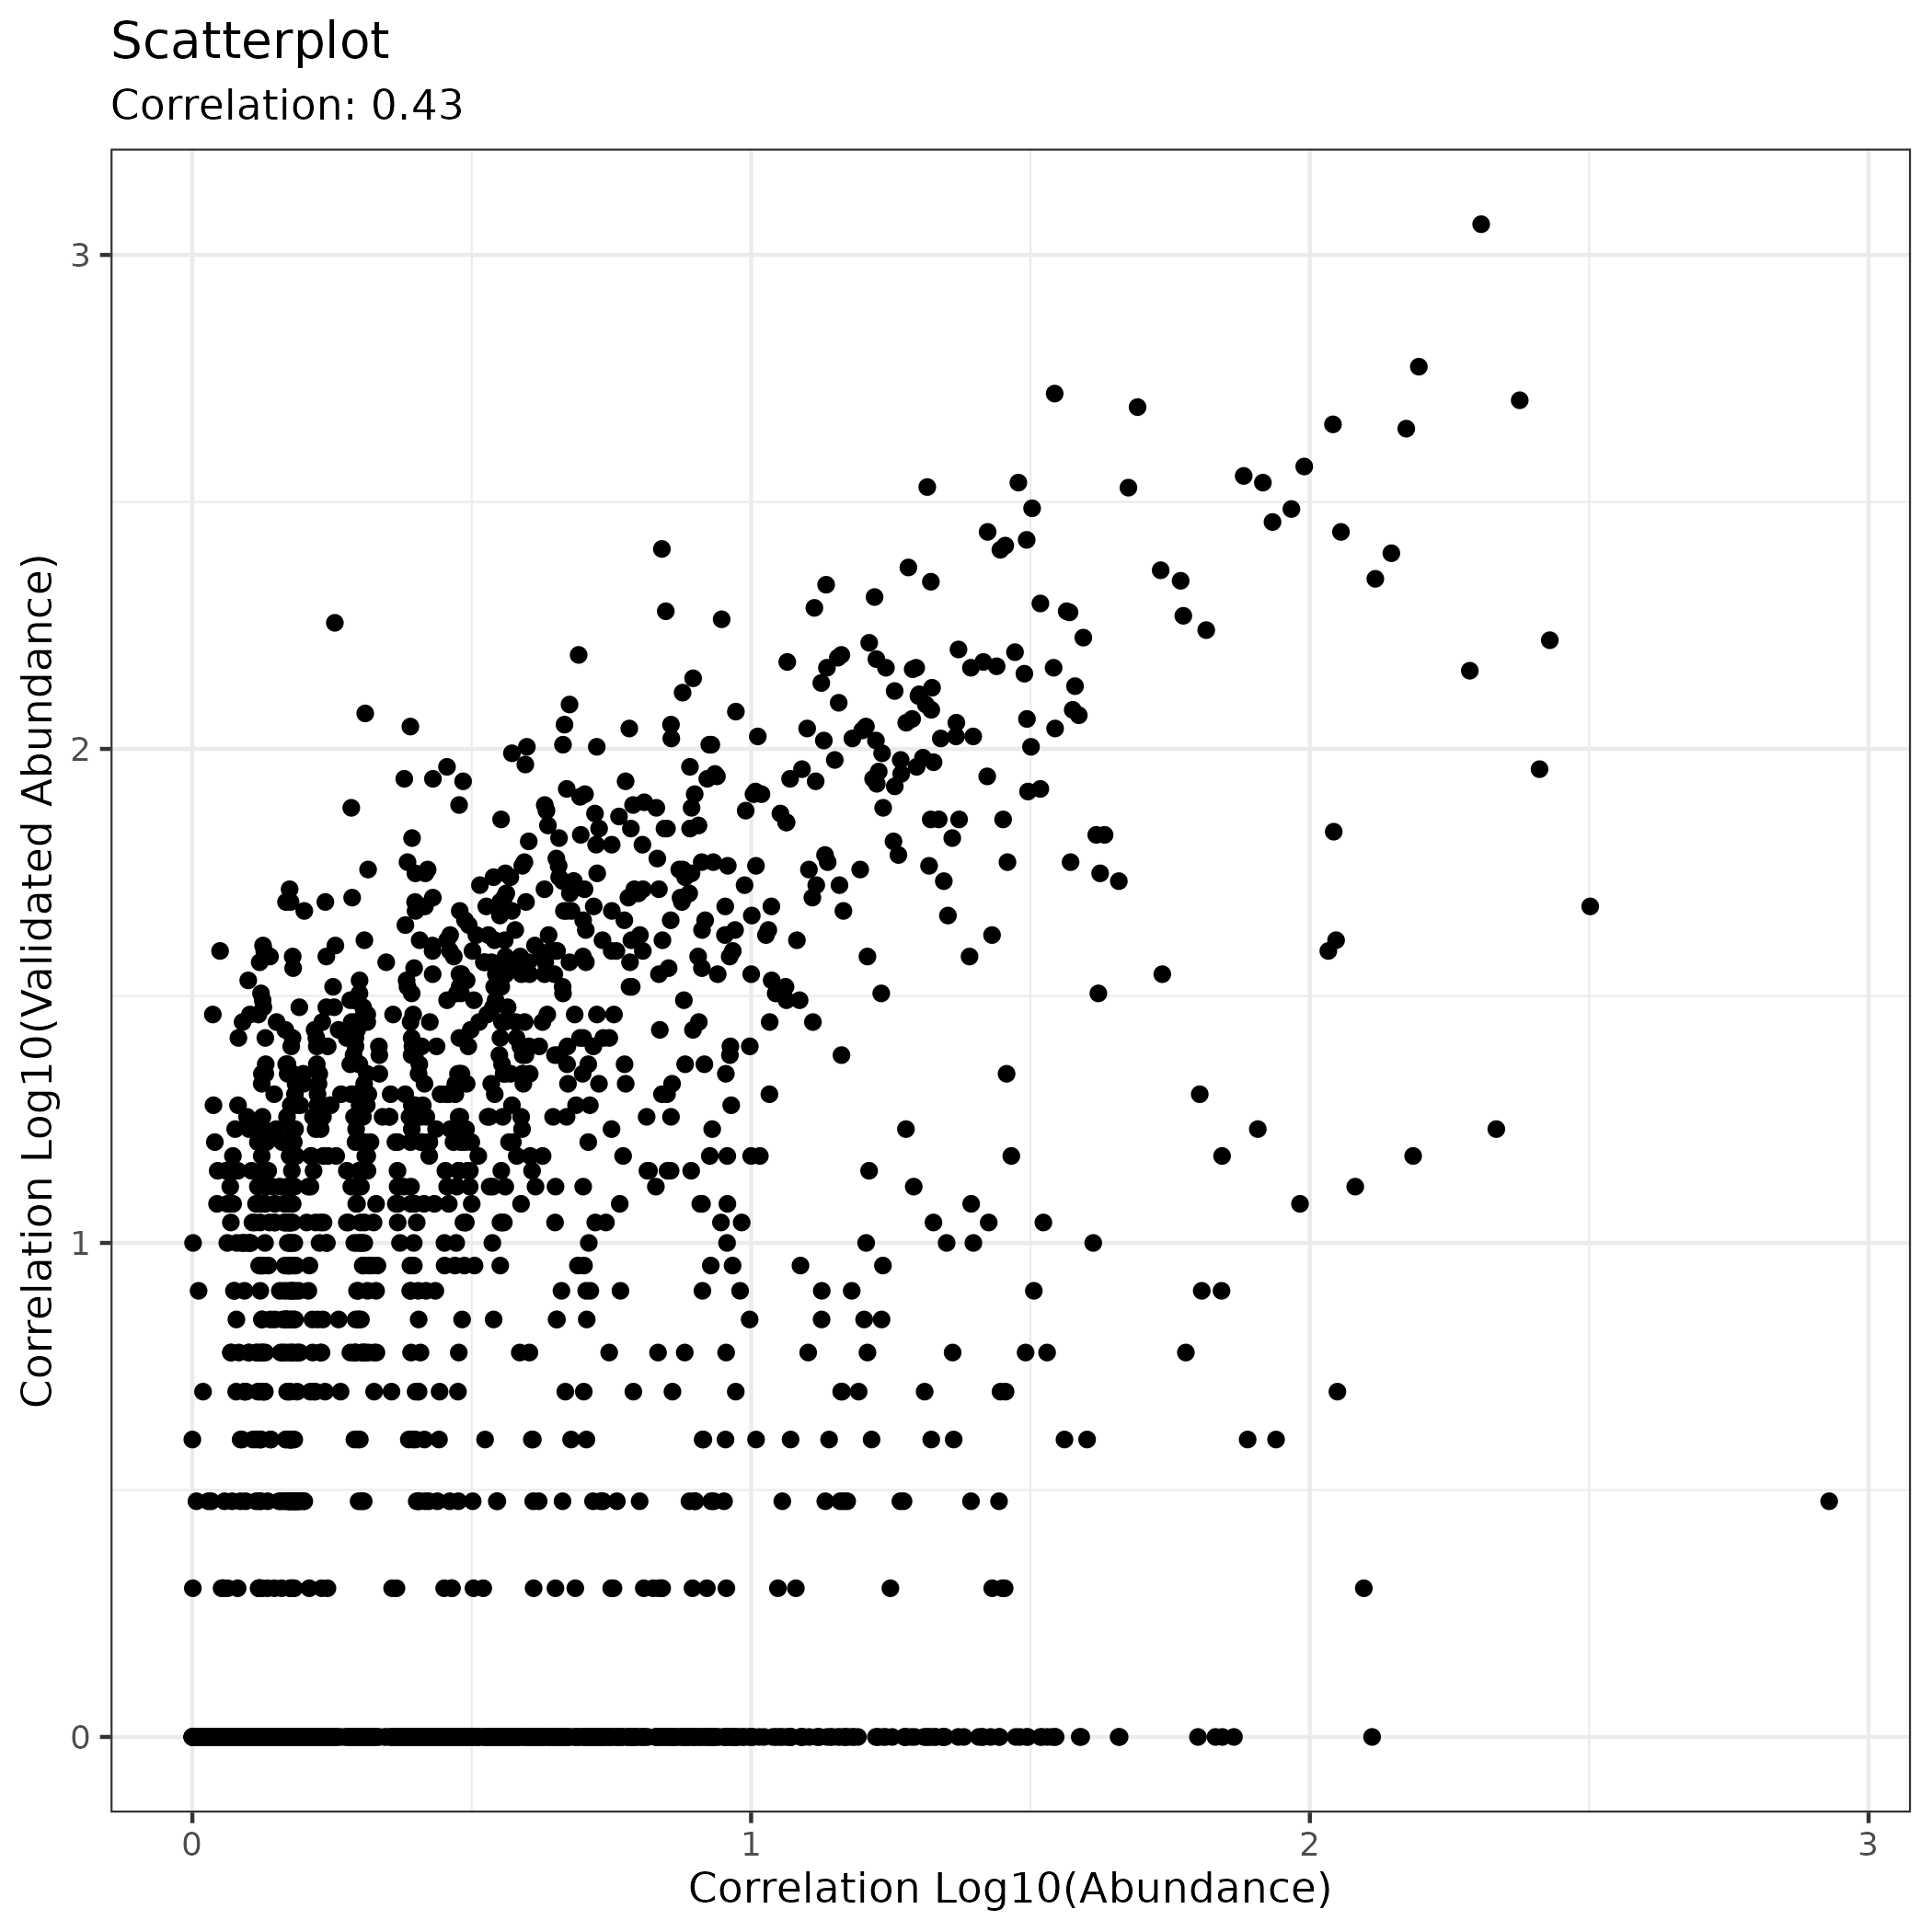 Scatterplot
Correlation: 0.43
Correlation Log10(Validated Abundance)
3
2
1
0
0 1 2 3
Correlation Log10(Abundance)